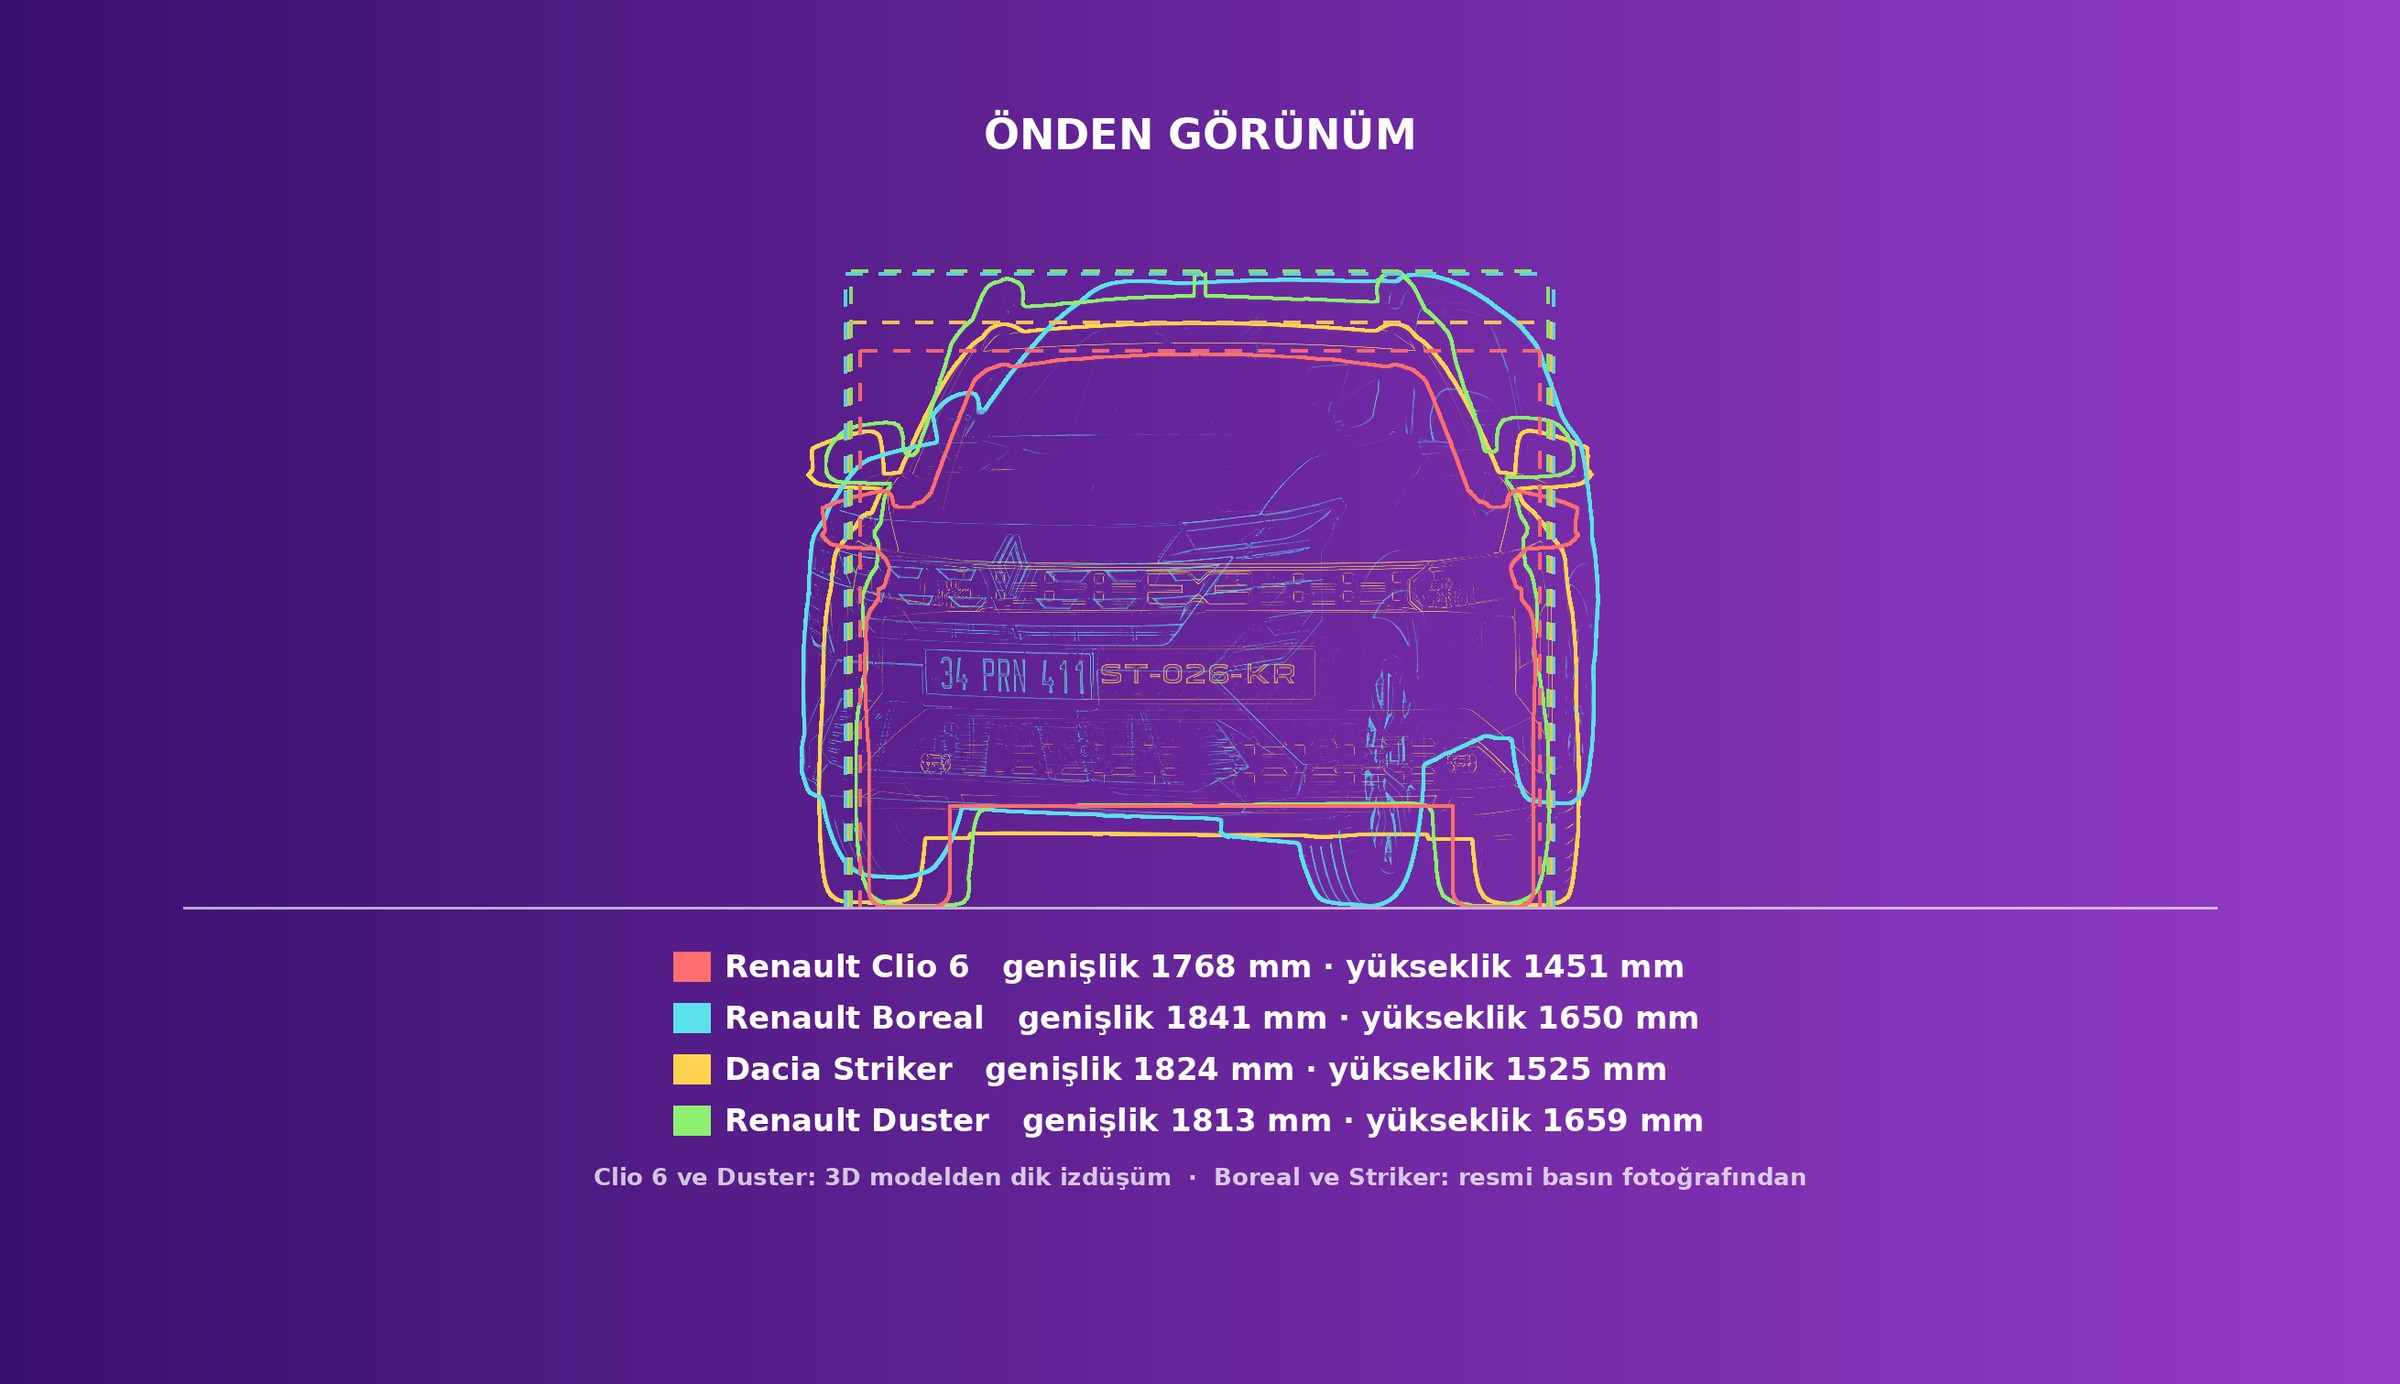 ÖNDEN GÖRÜNÜM
34 PRN 411
ST-026-KR
Renault Clio 6 genişlik 1768 mm · yükseklik 1451 mm
Renault Boreal genişlik 1841 mm · yükseklik 1650 mm
Dacia Striker genişlik 1824 mm · yükseklik 1525 mm
Renault Duster genişlik 1813 mm · yükseklik 1659 mm
Clio 6 ve Duster: 3D modelden dik izdüşüm · Boreal ve Striker: resmi basın fotoğrafından